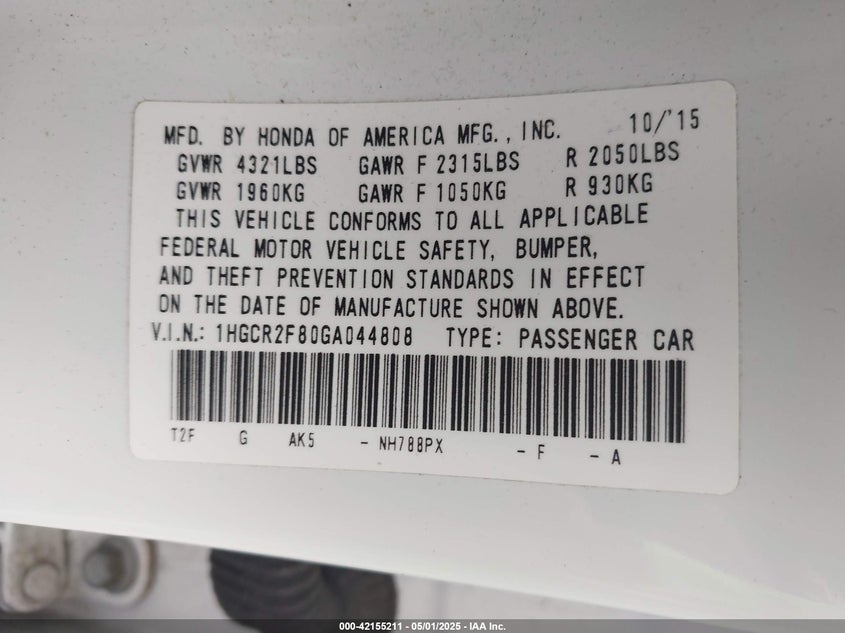 MFD. BY HONDA OF AMERICA MFG., INC. 10/'15
GVWR 4321LBS GAWR F 2315LBS R 2050LBS
GVWR 1960KG GAWR F 1050KG R 930KG
THIS VEHICLE CONFORMS TO ALL APPLICABLE
FEDERAL MOTOR VEHICLE SAFETY, BUMPER,
AND THEFT PREVENTION STANDARDS IN EFFECT
ON THE DATE OF MANUFACTURE SHOWN ABOVE.
V.I.N.: 1HGCR2F80GA044808 TYPE: PASSENGER CAR
T2F G AK5 - NH788PX - F - A
000-42155211 - 05/01/2025 - IAA Inc.